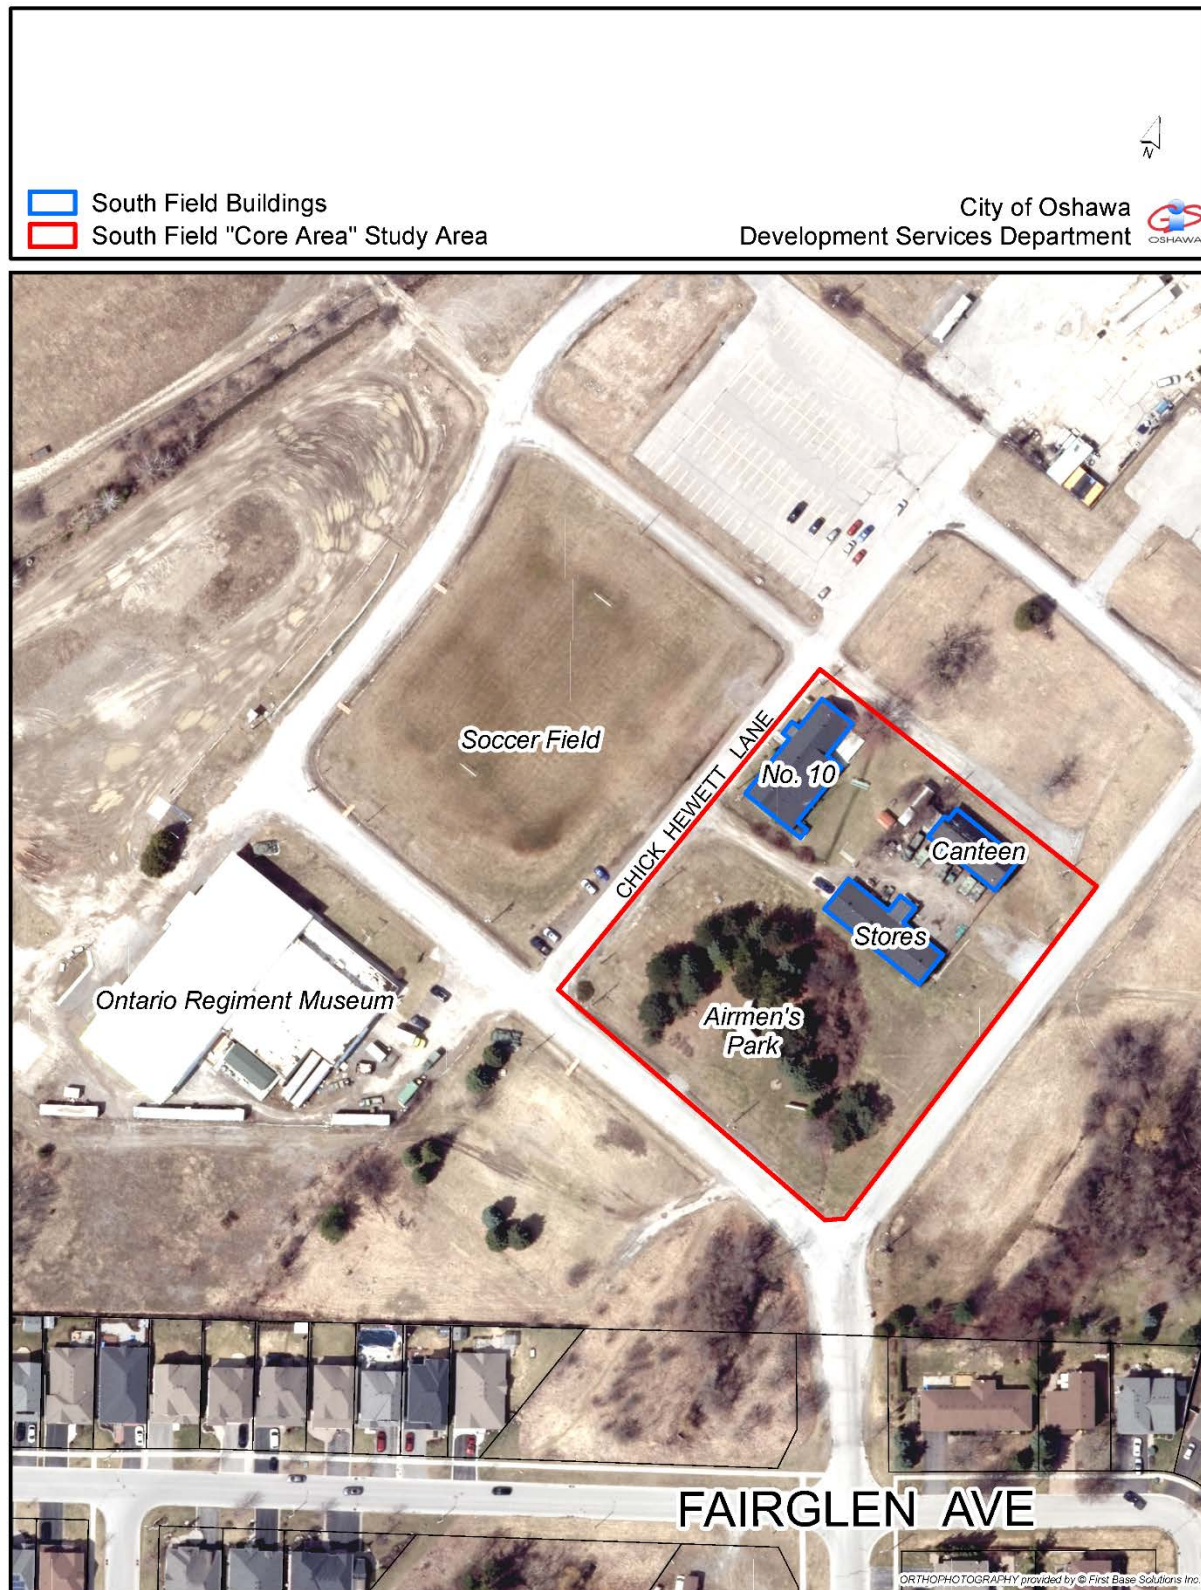 N
South Field Buildings
South Field "Core Area" Study Area
City of Oshawa
Development Services Department
GIS
OSHAWA
Soccer Field
CHICK HEWETT LANE
No. 10
Canteen
Stores
Ontario Regiment Museum
Airmen's
Park
FAIRGLEN AVE
ORTHOPHOTOGRAPHY provided by © First Base Solutions Inc.